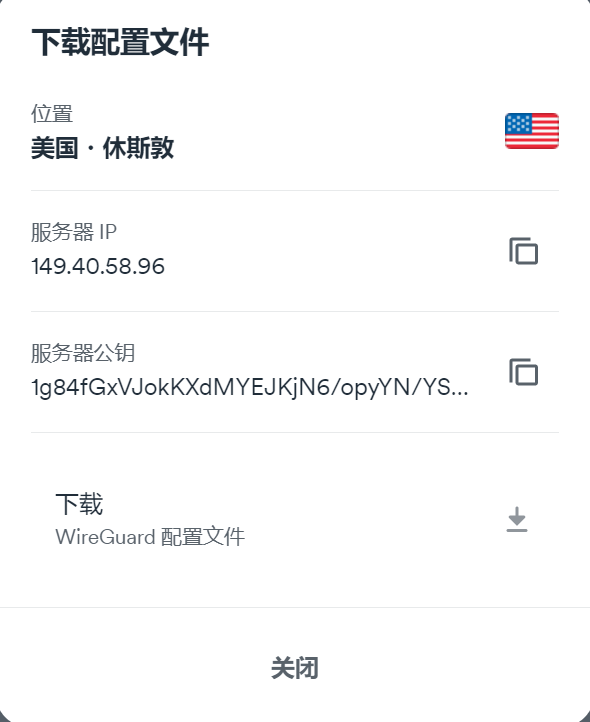 下载配置文件
位置
美国 · 休斯敦
服务器 IP
149.40.58.96
服务器公钥
1g84fGxVJokKXdMYEJKjN6/opyYN/YS...
下载
WireGuard 配置文件
关闭